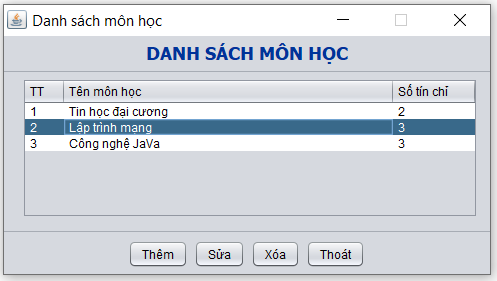 Danh sách môn học
DANH SÁCH MÔN HỌC
TT Tên môn học Số tín chỉ
1 Tin học đại cương 2
2 Lập trình mạng 3
3 Công nghệ JaVa 3
Thêm Sửa Xóa Thoát